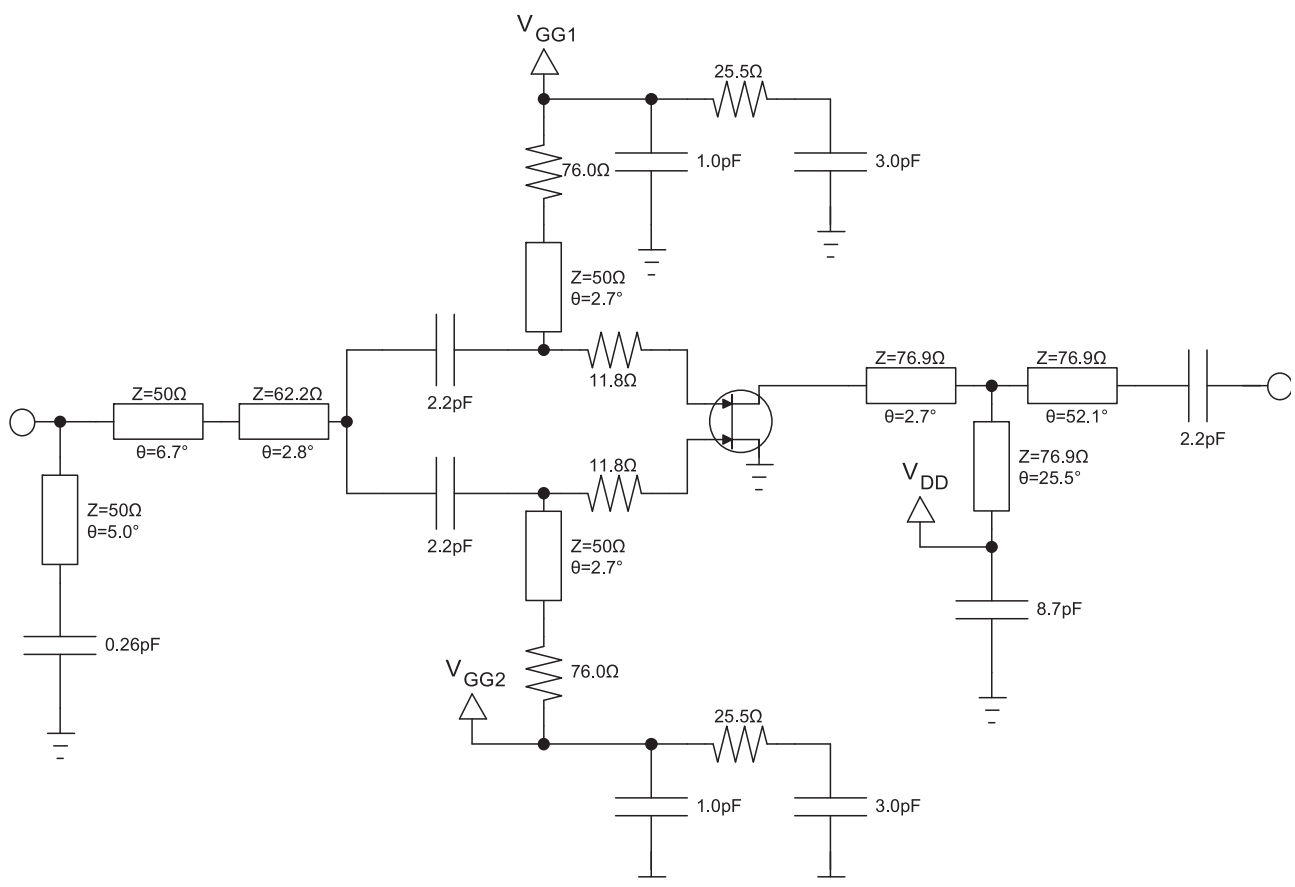 V GG1
25.5Ω
76.0Ω
1.0pF
3.0pF
Z=50Ω
θ=2.7°
2.2pF
11.8Ω
Z=50Ω
θ=6.7°
Z=62.2Ω
θ=2.8°
Z=50Ω
θ=5.0°
0.26pF
2.2pF
11.8Ω
Z=50Ω
θ=2.7°
76.0Ω
V GG2
25.5Ω
1.0pF
3.0pF
Z=76.9Ω
θ=2.7°
Z=76.9Ω
θ=52.1°
2.2pF
Z=76.9Ω
θ=25.5°
V DD
8.7pF